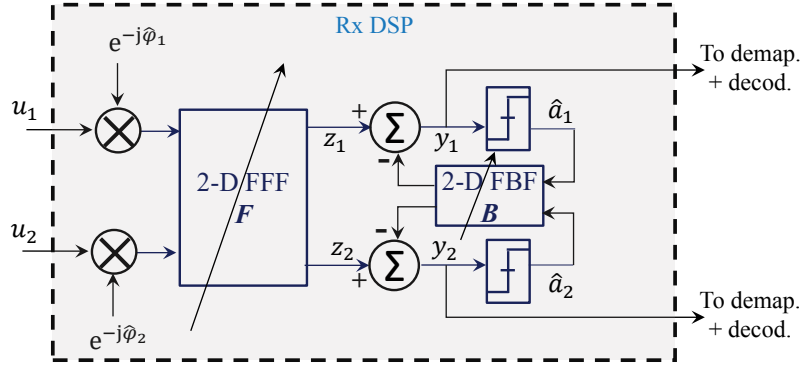 Rx DSP
e^{-jφ̂₁}
To demap.
+ decod.
u₁
+
Σ
â₁
z₁
y₁
-
2-D FFF
F
2-D FBF
B
-
u₂
z₂
+
Σ
y₂
â₂
e^{-jφ̂₂}
To demap.
+ decod.